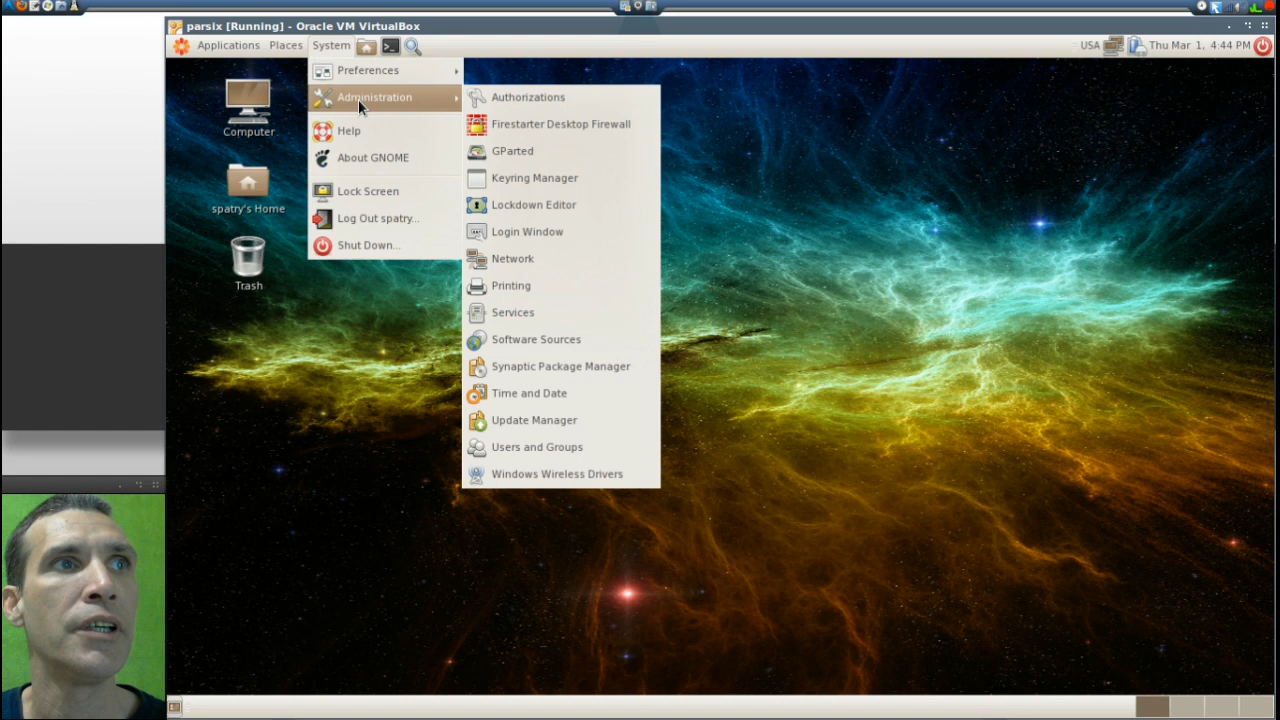 parsix [Running] - Oracle VM VirtualBox
Applications Places System USA Thu Mar 1, 4:44 PM
Preferences
Administration
Help
About GNOME
Lock Screen
Log Out spatry...
Shut Down...
Authorizations
Firestarter Desktop Firewall
GParted
Keyring Manager
Lockdown Editor
Login Window
Network
Printing
Services
Software Sources
Synaptic Package Manager
Time and Date
Update Manager
Users and Groups
Windows Wireless Drivers
Computer
spatry's Home
Trash